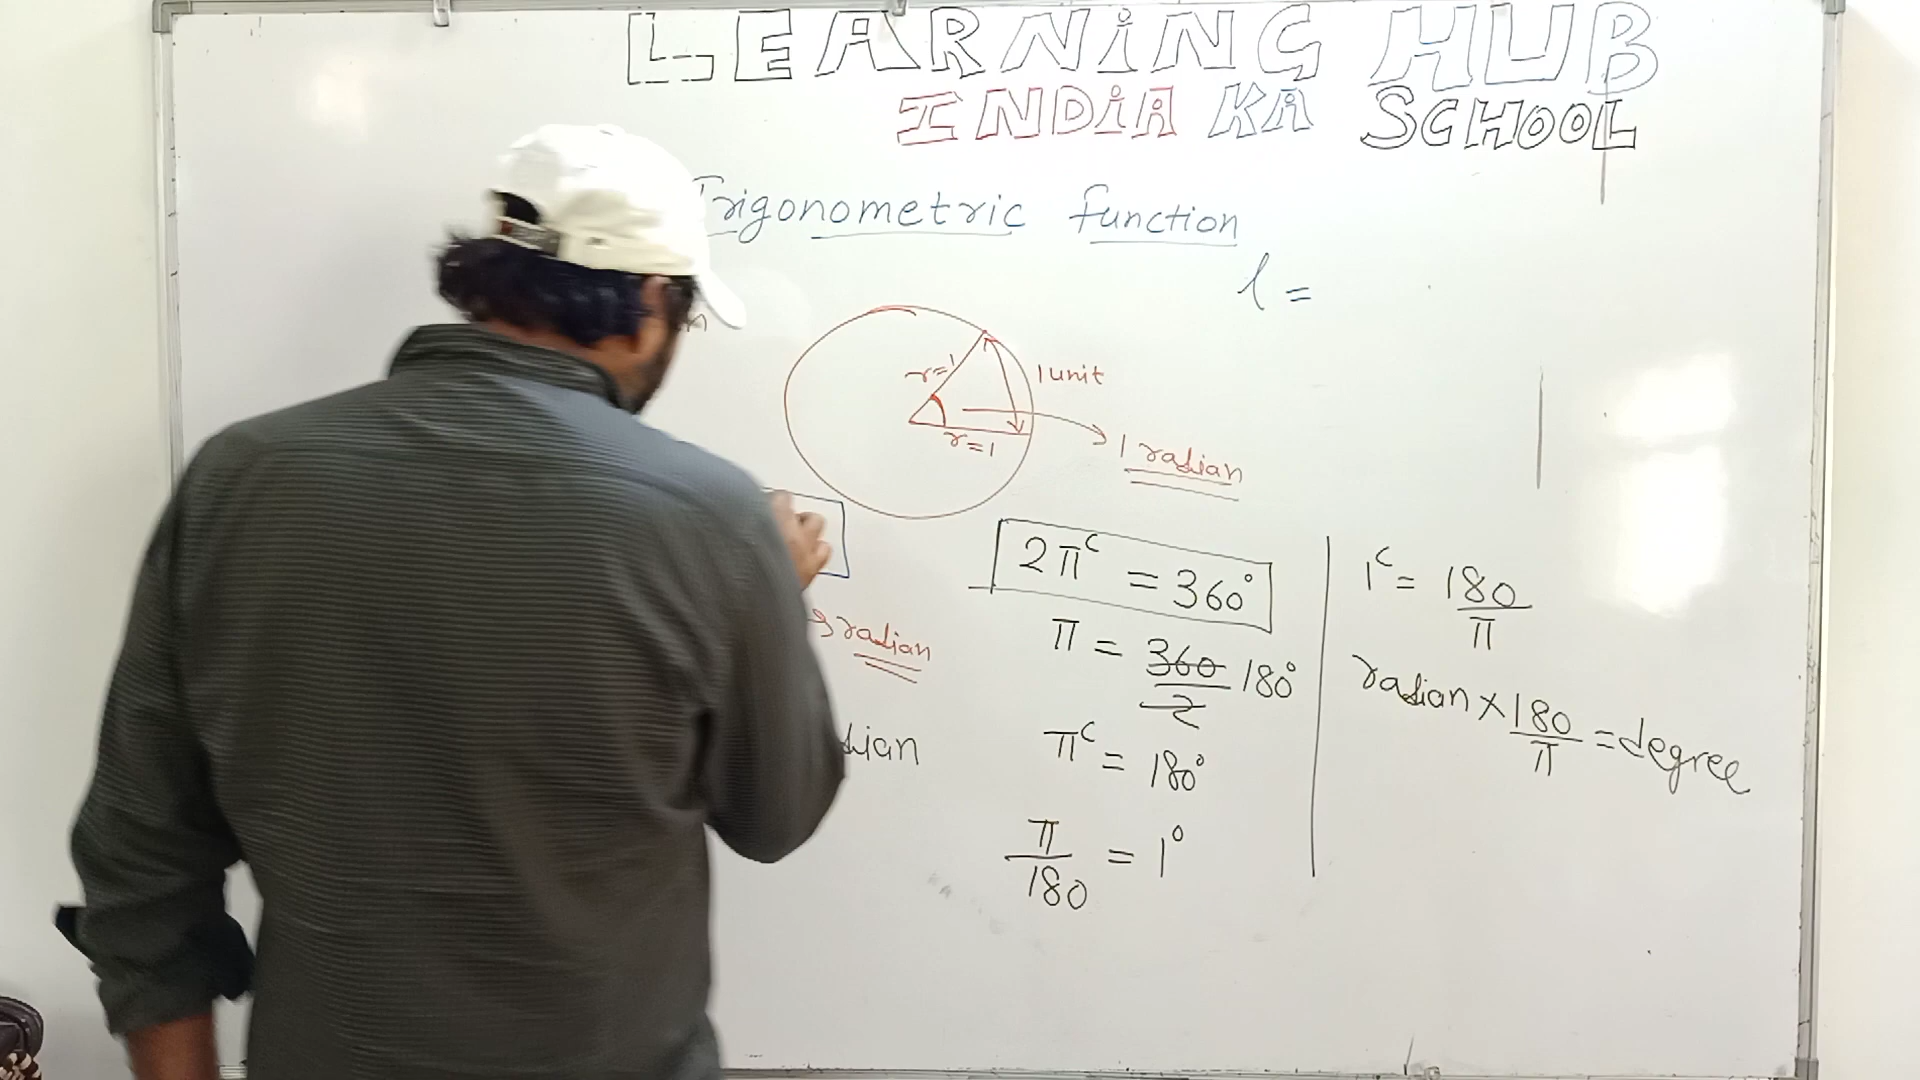 LEARNING HUB
INDIA KA SCHOOL
Trigonometric function
l =
r=1
1 unit
r=1
1 radian
2π^c = 360°
π = 360/2 180°
π^c = 180°
π/180 = 1°
radian
1^c = 180/π
radian × 180/π = degree